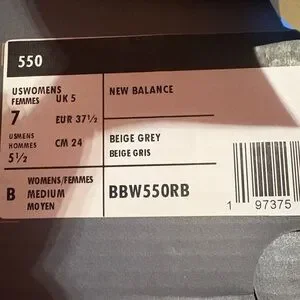 550
USWOMENS
FEMMES
UK 5
7
EUR 37½
NEW BALANCE
USMENS
HOMMES
CM 24
5½
BEIGE GREY
BEIGE GRIS
B
WOMENS/FEMMES
MEDIUM
MOYEN
BBW550RB
1 97375